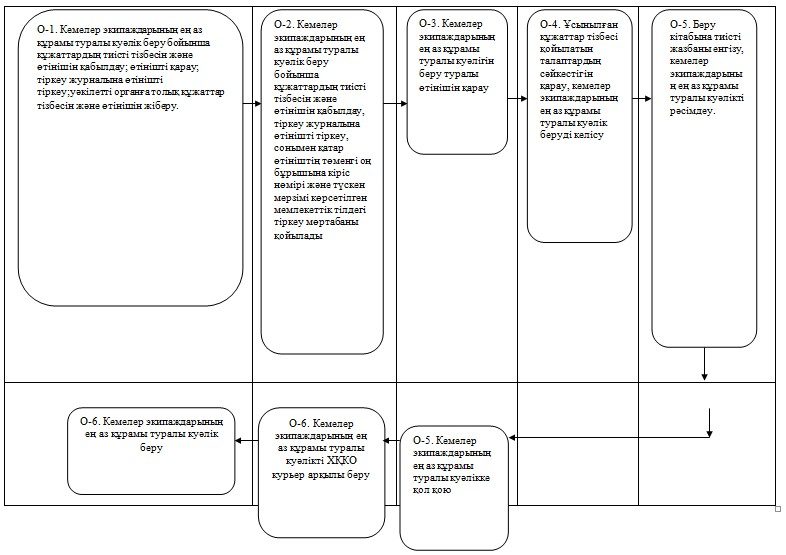 О-1. Кемелер экипаждарының ең аз
құрамы туралы куәлік беру бойынша
құжаттардың тиісті тізбесін және
өтінішін қабылдау; өтінішті қарау;
тіркеу журналына өтінішті
тіркеу;уәкілетті органға толық құжаттар
тізбесін және өтінішін жіберу.
О-2. Кемелер
экипаждарының ең
аз құрамы туралы
куәлік беру
бойынша
құжаттардың тиісті
тізбесін және
өтінішін қабылдау,
тіркеу журналына
өтінішті тіркеу,
сонымен қатар
өтініштің төменгі оң
бұрышына кіріс
нөмірі және түскен
мерзімі көрсетілген
мемлекеттік тілдегі
тіркеу мөртабаны
қойылады
О-3. Кемелер
экипаждарының
ең аз құрамы
туралы куәлігін
беру туралы
өтінішін қарау
О-4. Ұсынылған
құжаттар тізбесі
қойылатын
талаптардың
сәйкестігін
қарау, кемелер
экипаждарының
ең аз құрамы
туралы куәлік
беруді келісу
О-5. Беру
кітабына тиісті
жазбаны енгізу,
кемелер
экипаждарыны
ң ең аз құрамы
туралы куәлікті
рәсімдеу.
О-6. Кемелер экипаждарының
ең аз құрамы туралы куәлік
беру
О-6. Кемелер
экипаждарының ең
аз құрамы туралы
куәлікті ХҚКО
курьер арқылы беру
О-5. Кемелер
экипаждарының
ең аз құрамы
туралы куәлікке
қол қою